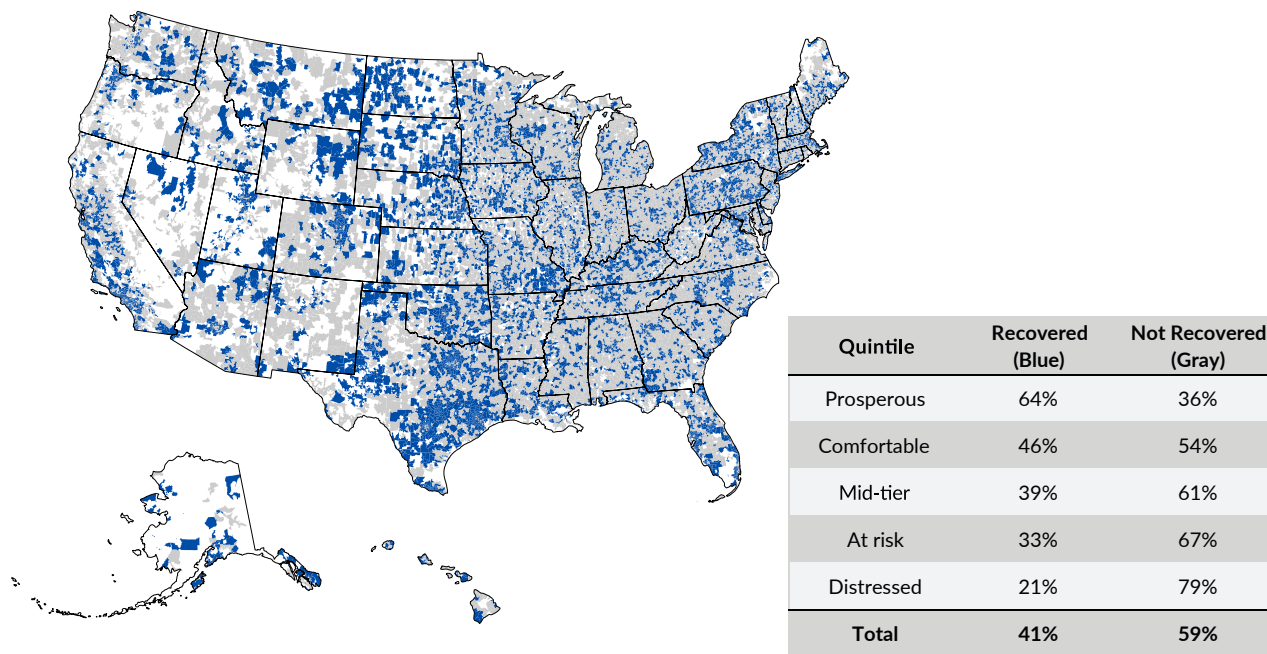 Quintile Recovered (Blue) Not Recovered (Gray)
Prosperous 64% 36%
Comfortable 46% 54%
Mid-tier 39% 61%
At risk 33% 67%
Distressed 21% 79%
Total 41% 59%